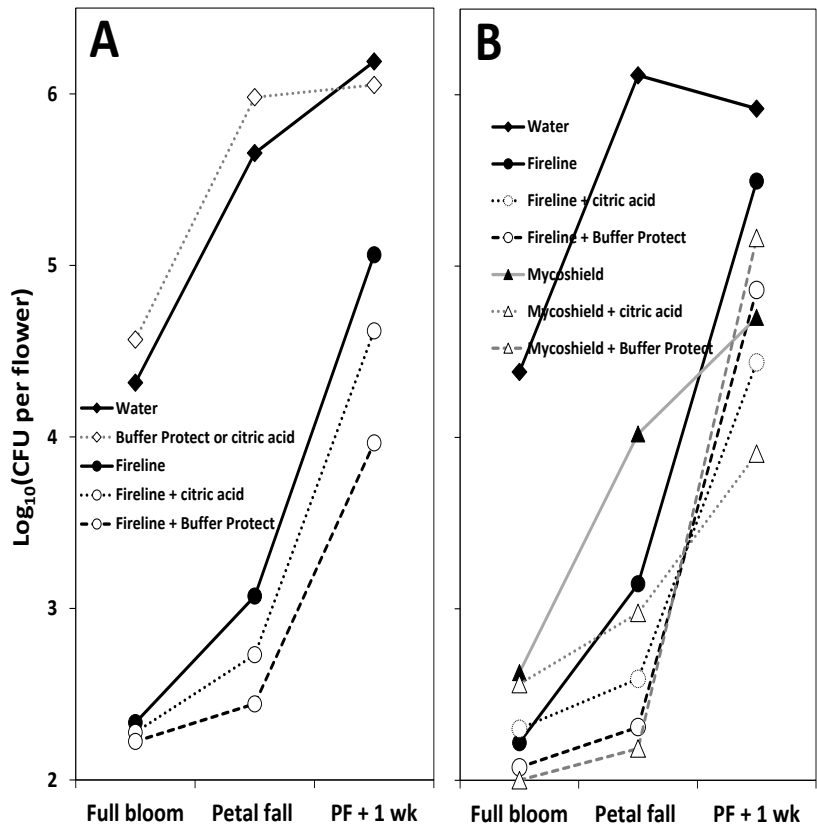 A
B
Log10(CFU per flower)
6
5
4
3
2
Water
Buffer Protect or citric acid
Fireline
Fireline + citric acid
Fireline + Buffer Protect
Full bloom Petal fall PF + 1 wk
Water
Fireline
Fireline + citric acid
Fireline + Buffer Protect
Mycoshield
Mycoshield + citric acid
Mycoshield + Buffer Protect
Full bloom Petal fall PF + 1 wk